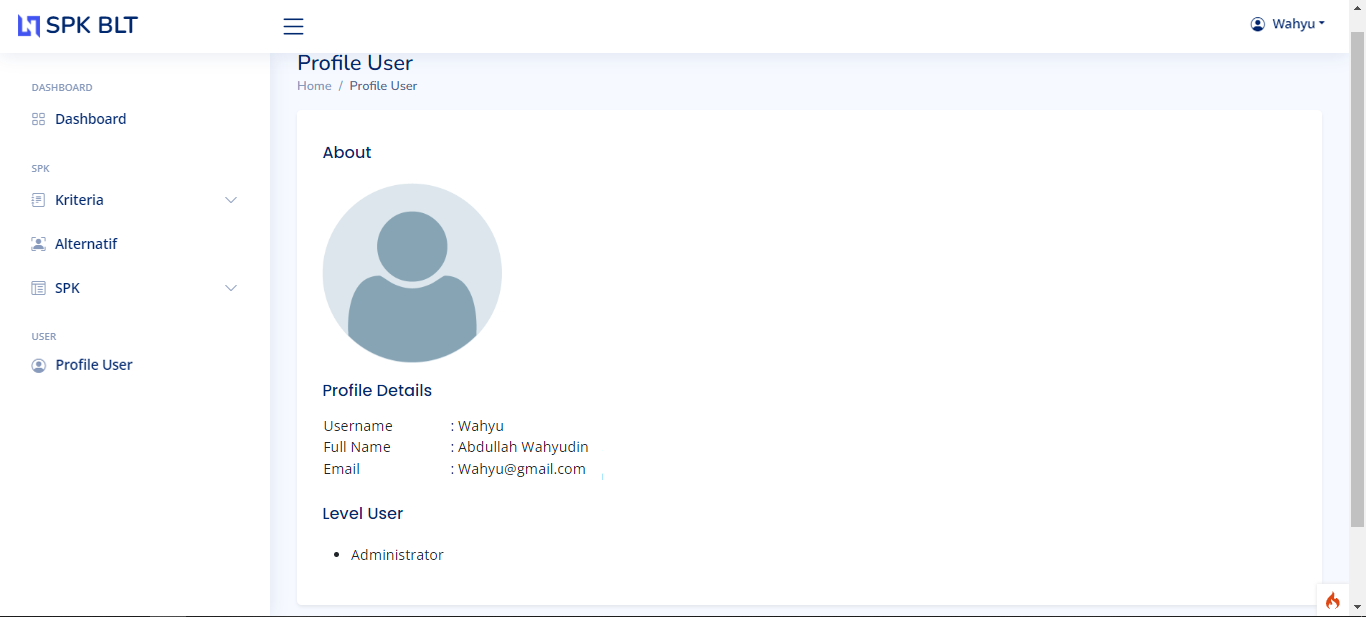 SPK BLT
Wahyu
Profile User
Home / Profile User
DASHBOARD
Dashboard
SPK
Kriteria
Alternatif
SPK
USER
Profile User
About
Profile Details
Username : Wahyu
Full Name : Abdullah Wahyudin
Email : Wahyu@gmail.com
Level User
• Administrator